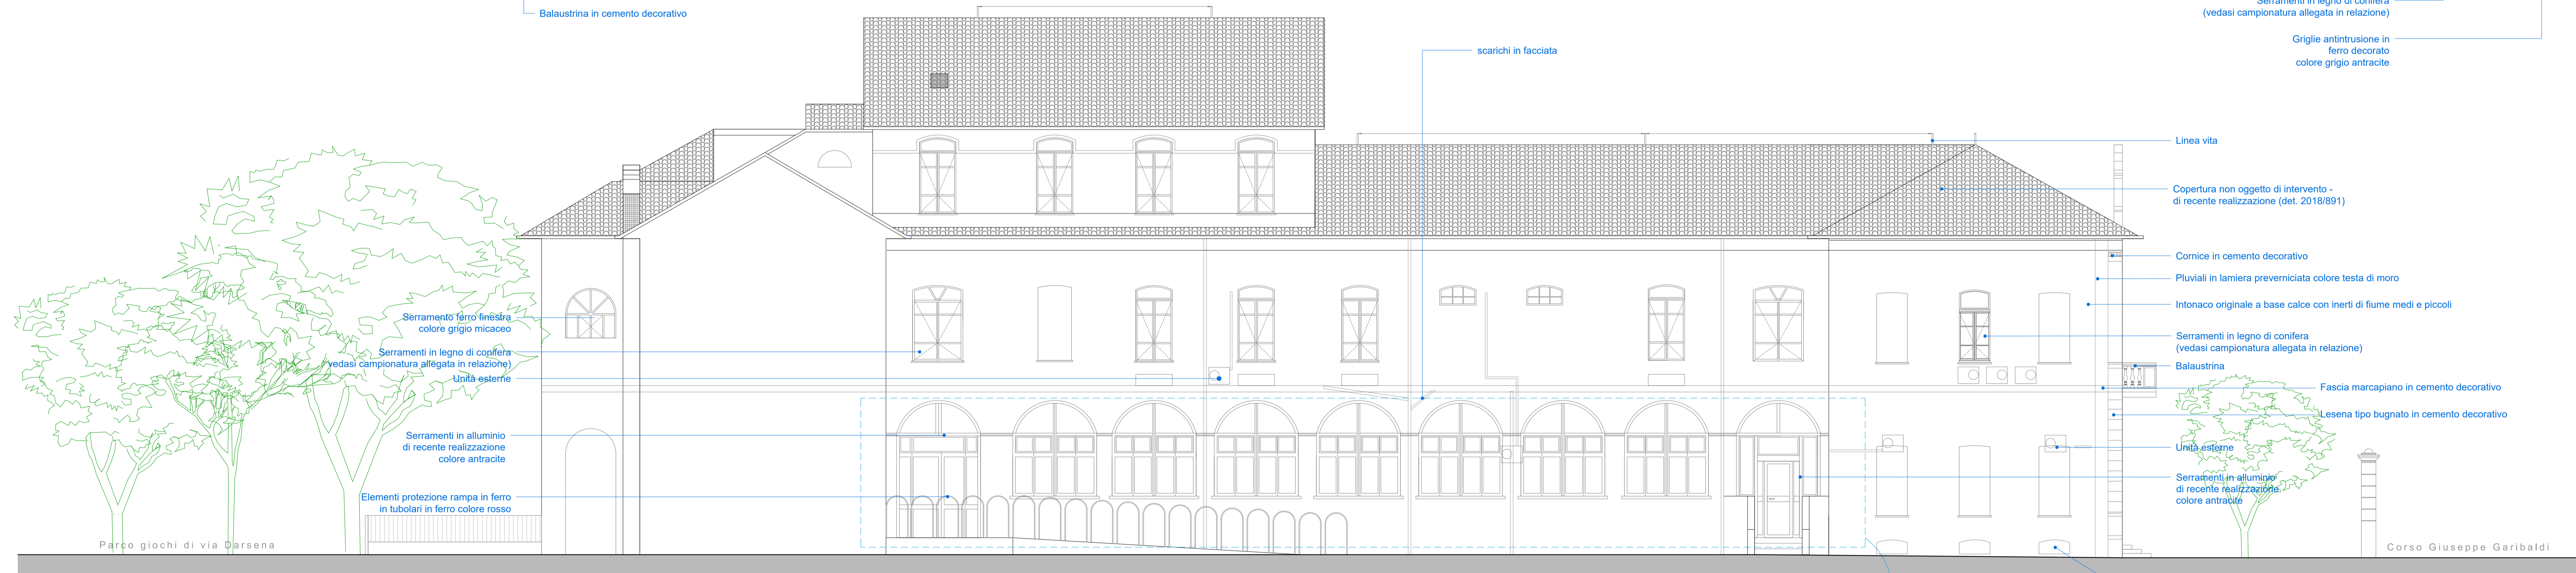 Balaustrina in cemento decorativo
Serramenti in legno di conifera
(vedasi campionatura allegata in relazione)
Griglie antintrusione in
ferro decorato
colore grigio antracite
scarichi in facciata
Linea vita
Copertura non oggetto di intervento -
di recente realizzazione (det. 2018/891)
Cornice in cemento decorativo
Pluviali in lamiera preverniciata colore testa di moro
Intonaco originale a base calce con inerti di fiume medi e piccoli
Serramenti in legno di conifera
(vedasi campionatura allegata in relazione)
Balaustrina
Fascia marcapiano in cemento decorativo
Lesena tipo bugnato in cemento decorativo
Unità esterne
Serramenti in alluminio
di recente realizzazione
colore antracite
Serramento ferro finestra
colore grigio micaceo
Serramenti in legno di conifera
(vedasi campionatura allegata in relazione)
Unità esterne
Serramenti in alluminio
di recente realizzazione
colore antracite
Elementi protezione rampa in ferro
in tubolari in ferro colore rosso
Parco giochi di via Darsena
Corso Giuseppe Garibaldi